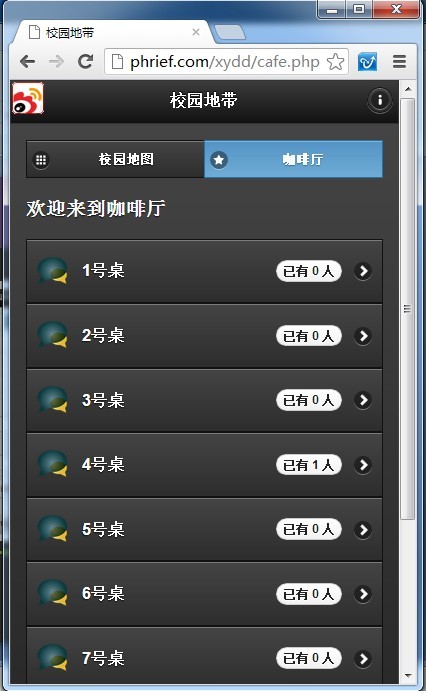 校园地带
phrief.com/xydd/cafe.php
校园地带
校园地图
咖啡厅
欢迎来到咖啡厅
1号桌 已有 0 人
2号桌 已有 0 人
3号桌 已有 0 人
4号桌 已有 1 人
5号桌 已有 0 人
6号桌 已有 0 人
7号桌 已有 0 人